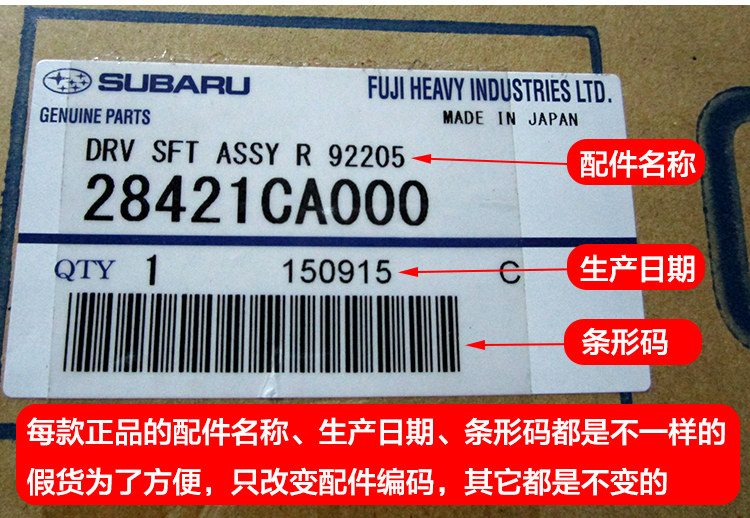 SUBARU
FUJI HEAVY INDUSTRIES LTD.
GENUINE PARTS
MADE IN JAPAN
DRV SFT ASSY R 92205
配件名称
28421CA000
QTY 1 150915 C
生产日期
条形码
每款正品的配件名称、生产日期、条形码都是不一样的
假货为了方便，只改变配件编码，其它都是不变的